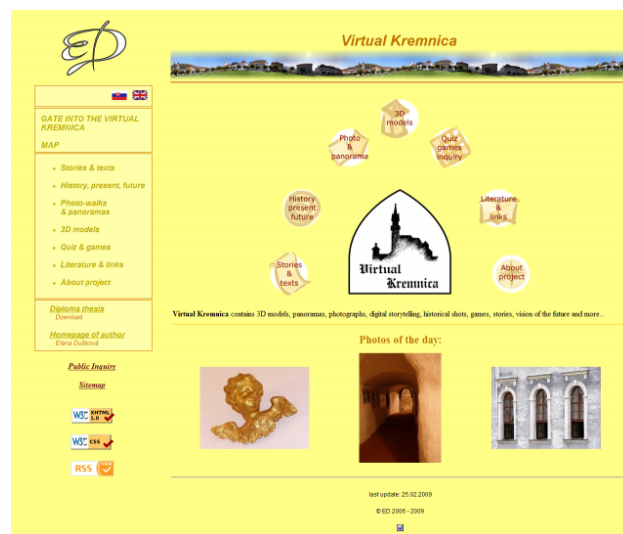 ED
Virtual Kremnica
GATE INTO THE VIRTUAL
KREMNICA
MAP
Stories & texts
History, present, future
Photo-walks
& panoramas
3D models
Quiz & games
Literature & links
About project
Diploma thesis
Download
Homepage of author
Elena Dušková
Public Inquiry
Sitemap
W3C XHTML
1.0
W3C css
RSS
3D
models
Photo
&
panorama
Quiz
games
inquiry
History
present
future
Literature
&
links
Stories
&
texts
About
project
Virtual
Kremnica
Virtual Kremnica contains 3D models, panoramas, photographs, digital storytelling, historical shots, games, stories, vision of the future and more...
Photos of the day:
last update: 25.02.2009
© ED 2006 - 2009